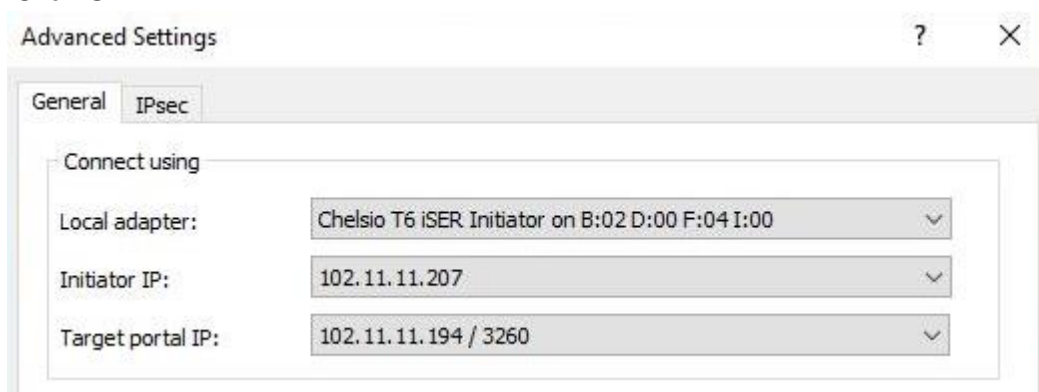 Advanced Settings ? ×
General IPsec
Connect using
Local adapter: Chelsio T6 iSER Initiator on B:02 D:00 F:04 I:00
Initiator IP: 102.11.11.207
Target portal IP: 102.11.11.194 / 3260